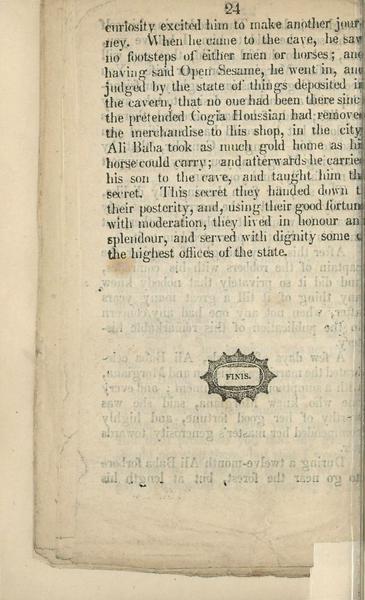 24
curiosity excited him to make another jour
ney. When he came to the cave, he saw
no footsteps of either men or horses; and
having said Open Sesame, he went in, and
judged by the state of things deposited in
the cavern, that no one had been there since
the pretended Cogia Houssian had removed
the merchandise to his shop, in the city
Ali Baba took as much gold home as his
horse could carry; and afterwards he carried
his son to the cave, and taught him the
secret. This secret they handed down t
their posterity, and, using their good fortune
with moderation, they lived in honour an
splendour, and served with dignity some o
the highest offices of the state.
FINIS.